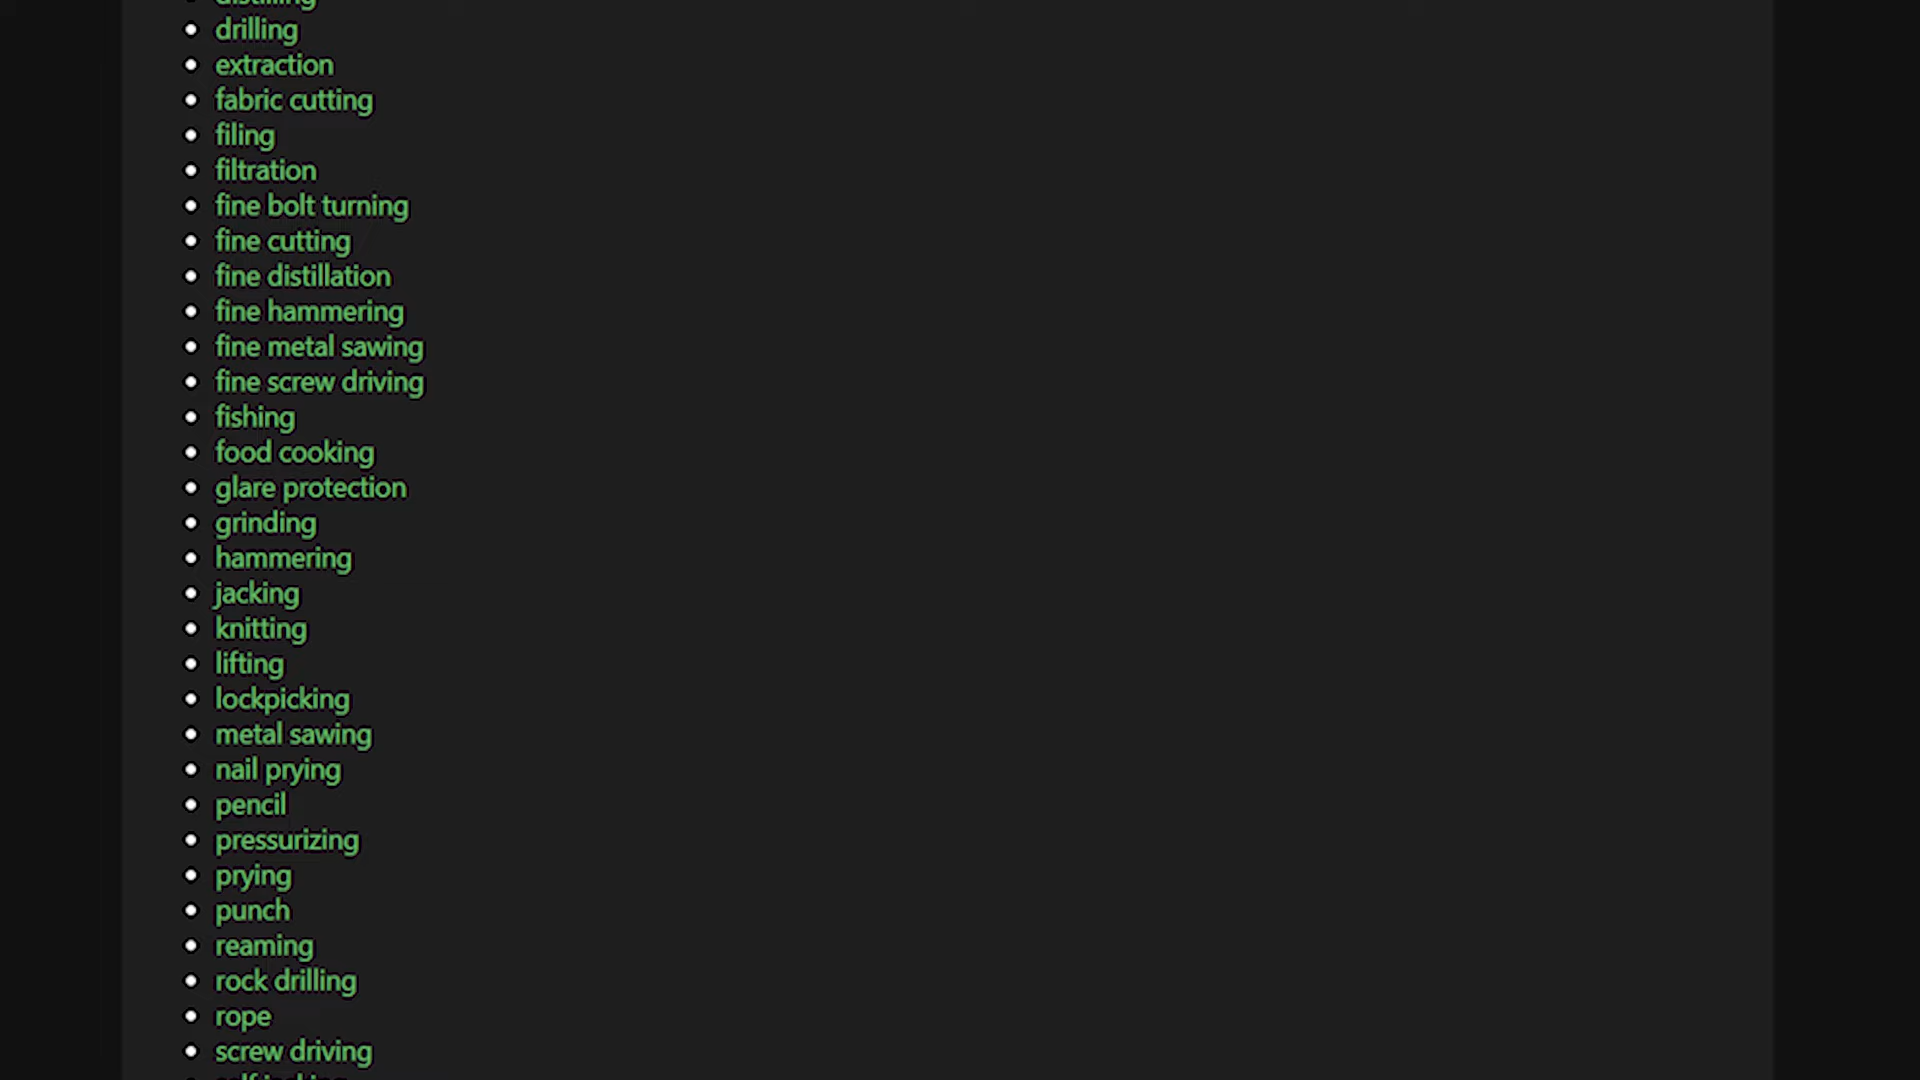 distilling
drilling
extraction
fabric cutting
filing
filtration
fine bolt turning
fine cutting
fine distillation
fine hammering
fine metal sawing
fine screw driving
fishing
food cooking
glare protection
grinding
hammering
jacking
knitting
lifting
lockpicking
metal sawing
nail prying
pencil
pressurizing
prying
punch
reaming
rock drilling
rope
screw driving